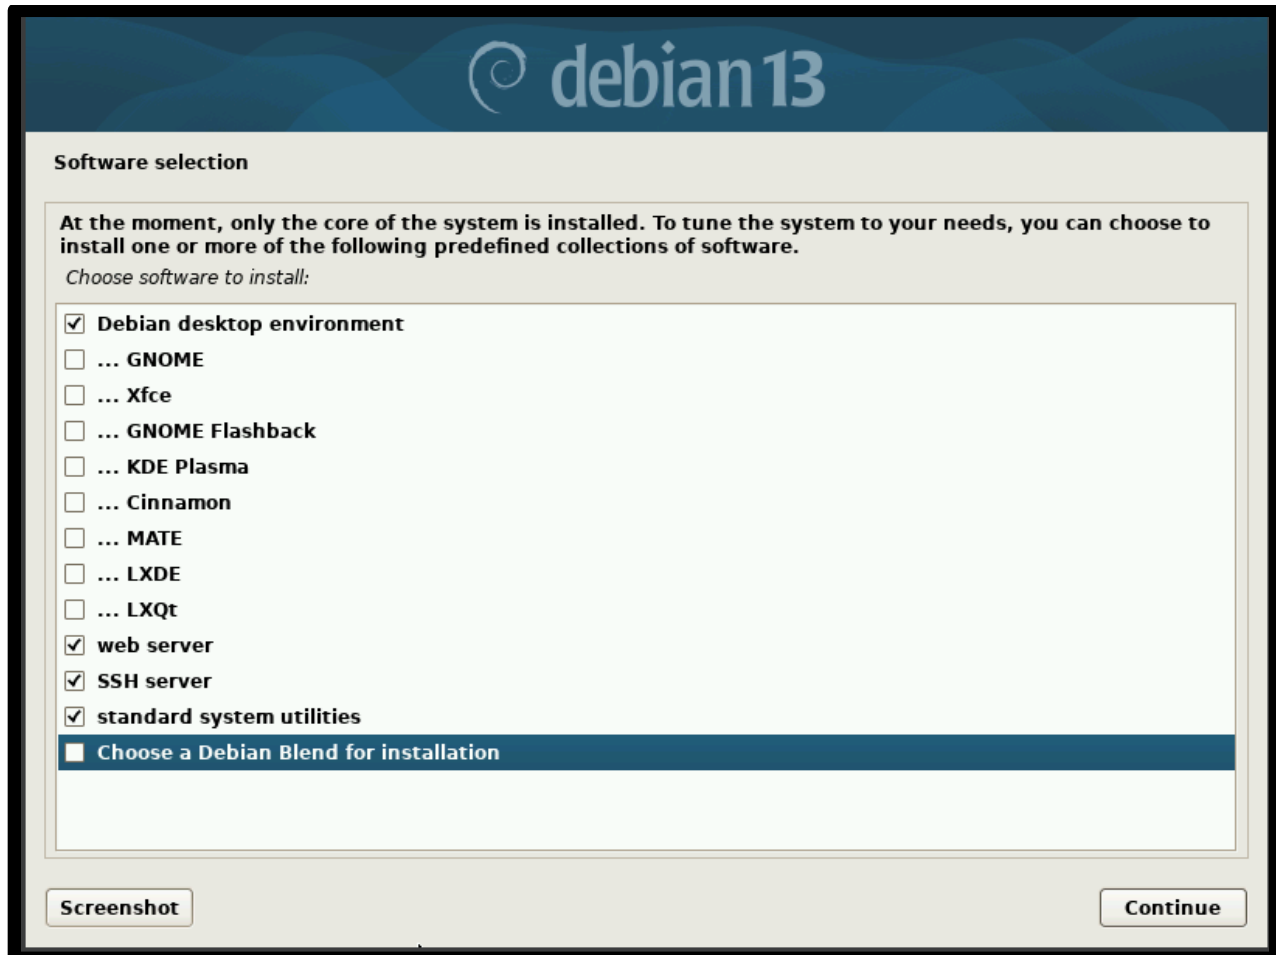 debian 13
Software selection
At the moment, only the core of the system is installed. To tune the system to your needs, you can choose to
install one or more of the following predefined collections of software.
Choose software to install:
Debian desktop environment
... GNOME
... Xfce
... GNOME Flashback
... KDE Plasma
... Cinnamon
... MATE
... LXDE
... LXQt
web server
SSH server
standard system utilities
Choose a Debian Blend for installation
Screenshot
Continue